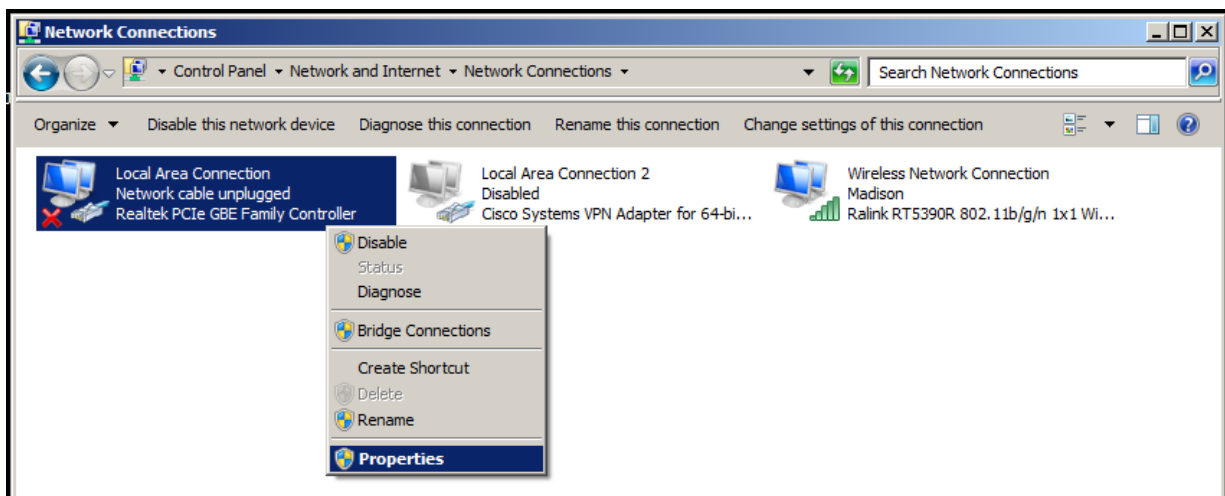 Network Connections
Control Panel Network and Internet Network Connections
Search Network Connections
Organize Disable this network device Diagnose this connection Rename this connection Change settings of this connection
Local Area Connection
Network cable unplugged
Realtek PCIe GBE Family Controller
Local Area Connection 2
Disabled
Cisco Systems VPN Adapter for 64-bi...
Wireless Network Connection
Madison
Ralink RT5390R 802.11b/g/n 1x1 Wi...
Disable
Status
Diagnose
Bridge Connections
Create Shortcut
Delete
Rename
Properties